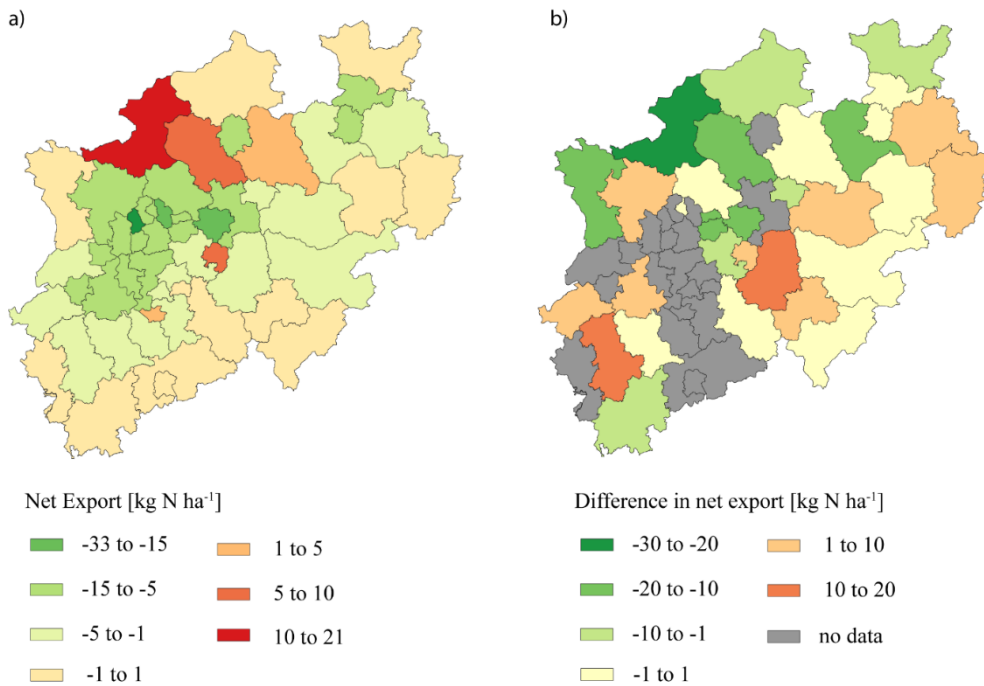 a)
b)
Net Export [kg N ha⁻¹]
-33 to -15
1 to 5
-15 to -5
5 to 10
-5 to -1
10 to 21
-1 to 1
Difference in net export [kg N ha⁻¹]
-30 to -20
1 to 10
-20 to -10
10 to 20
-10 to -1
no data
-1 to 1